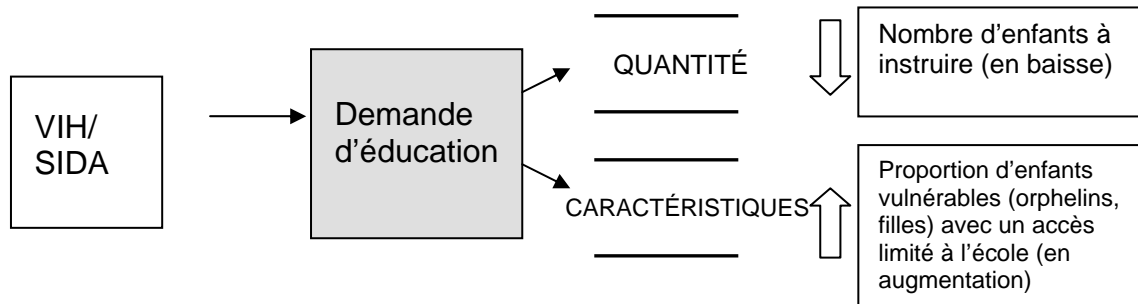 VIH/
SIDA
Demande
d'éducation
QUANTITÉ
Nombre d'enfants à
instruire (en baisse)
CARACTÉRISTIQUES
Proportion d'enfants
vulnérables (orphelins,
filles) avec un accès
limité à l'école (en
augmentation)